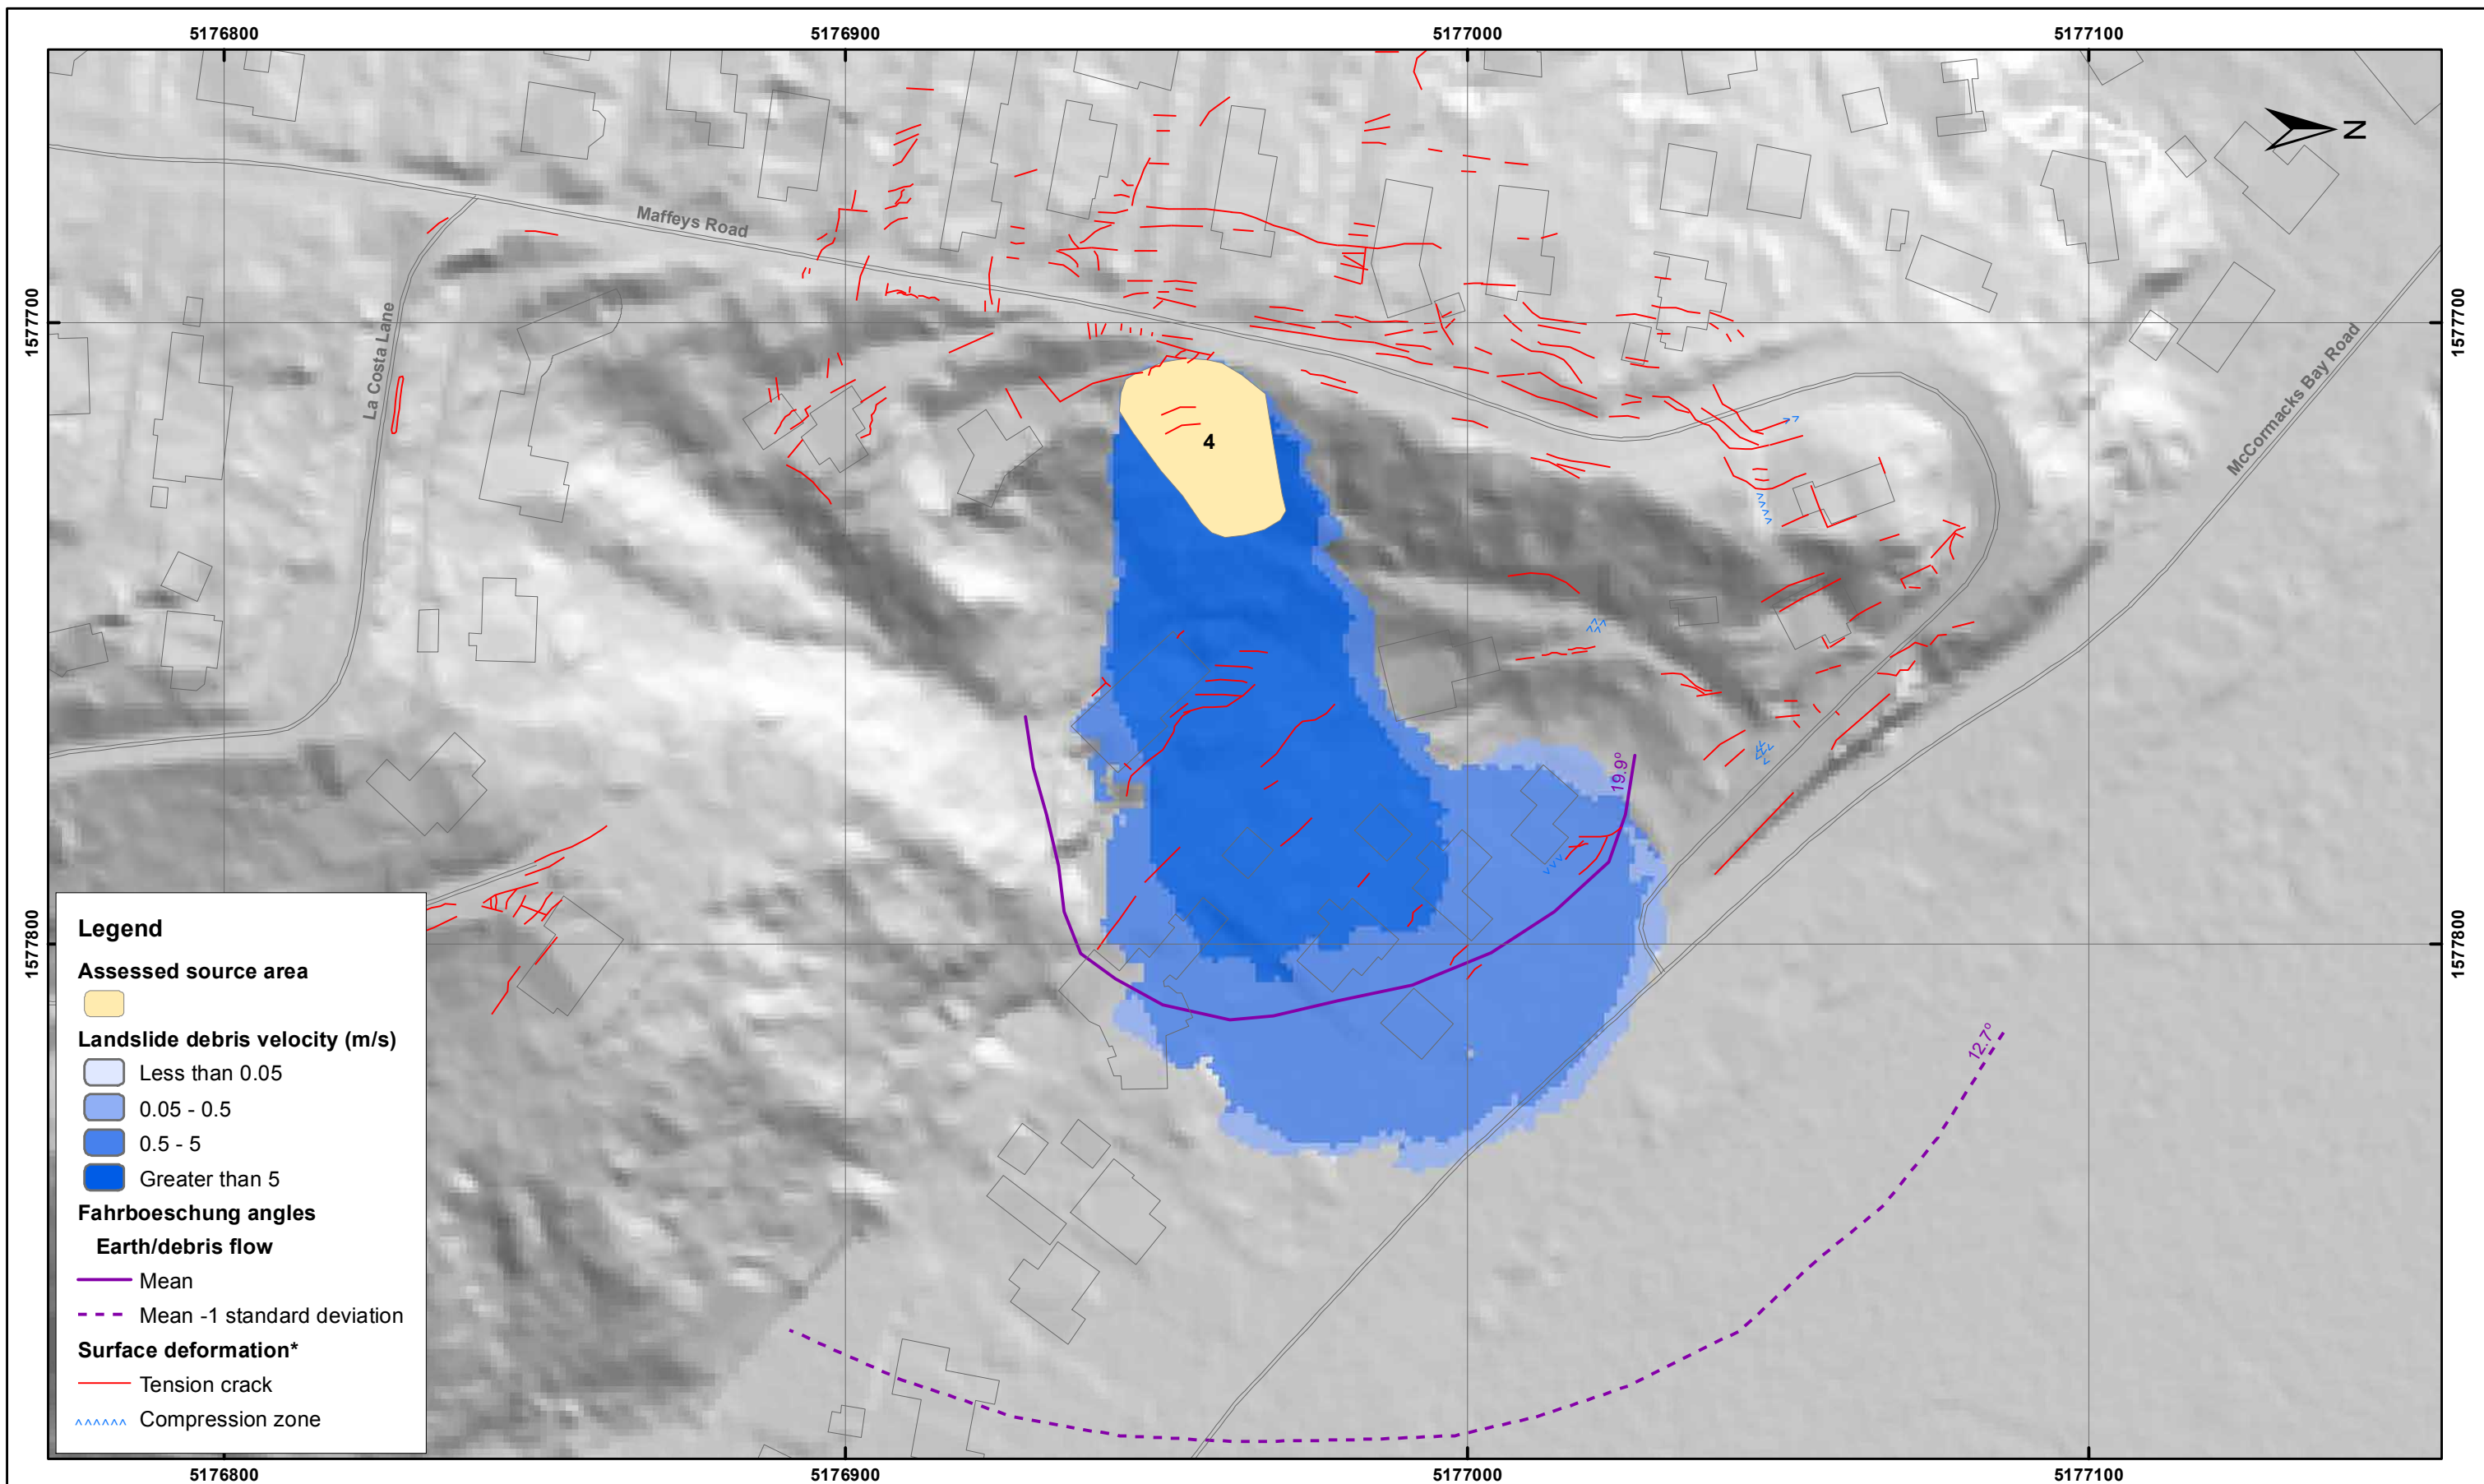 5176800
5176900
5177000
5177100
N
Maffeys Road
1577700
1577700
La Costa Lane
McCormacks Bay Road
4
19.9º
1577800
1577800
12.7º
Legend
Assessed source area
Landslide debris velocity (m/s)
Less than 0.05
0.05 - 0.5
0.5 - 5
Greater than 5
Fahrboeschung angles
Earth/debris flow
Mean
Mean -1 standard deviation
Surface deformation*
Tension crack
Compression zone
5176800
5176900
5177000
5177100